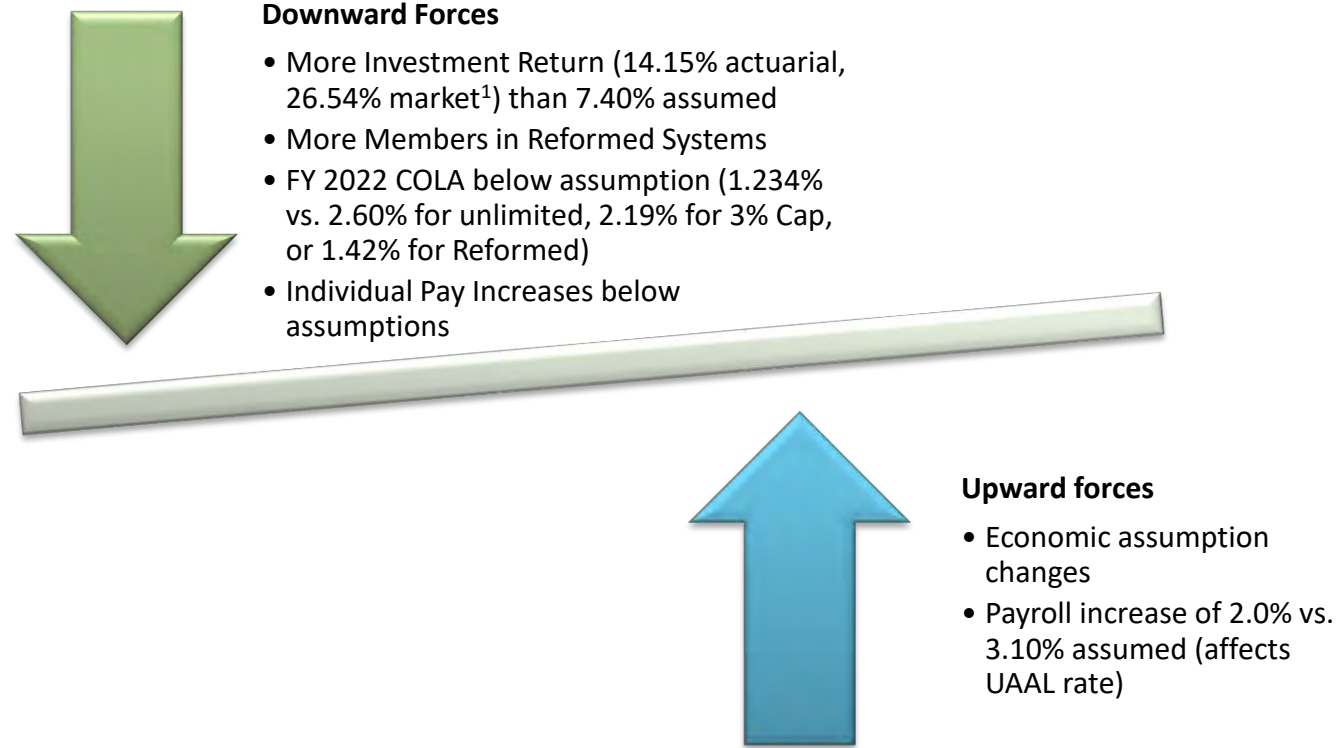 Downward Forces
• More Investment Return (14.15% actuarial,
26.54% market¹) than 7.40% assumed
• More Members in Reformed Systems
• FY 2022 COLA below assumption (1.234%
vs. 2.60% for unlimited, 2.19% for 3% Cap,
or 1.42% for Reformed)
• Individual Pay Increases below
assumptions
Upward forces
• Economic assumption
changes
• Payroll increase of 2.0% vs.
3.10% assumed (affects
UAAL rate)